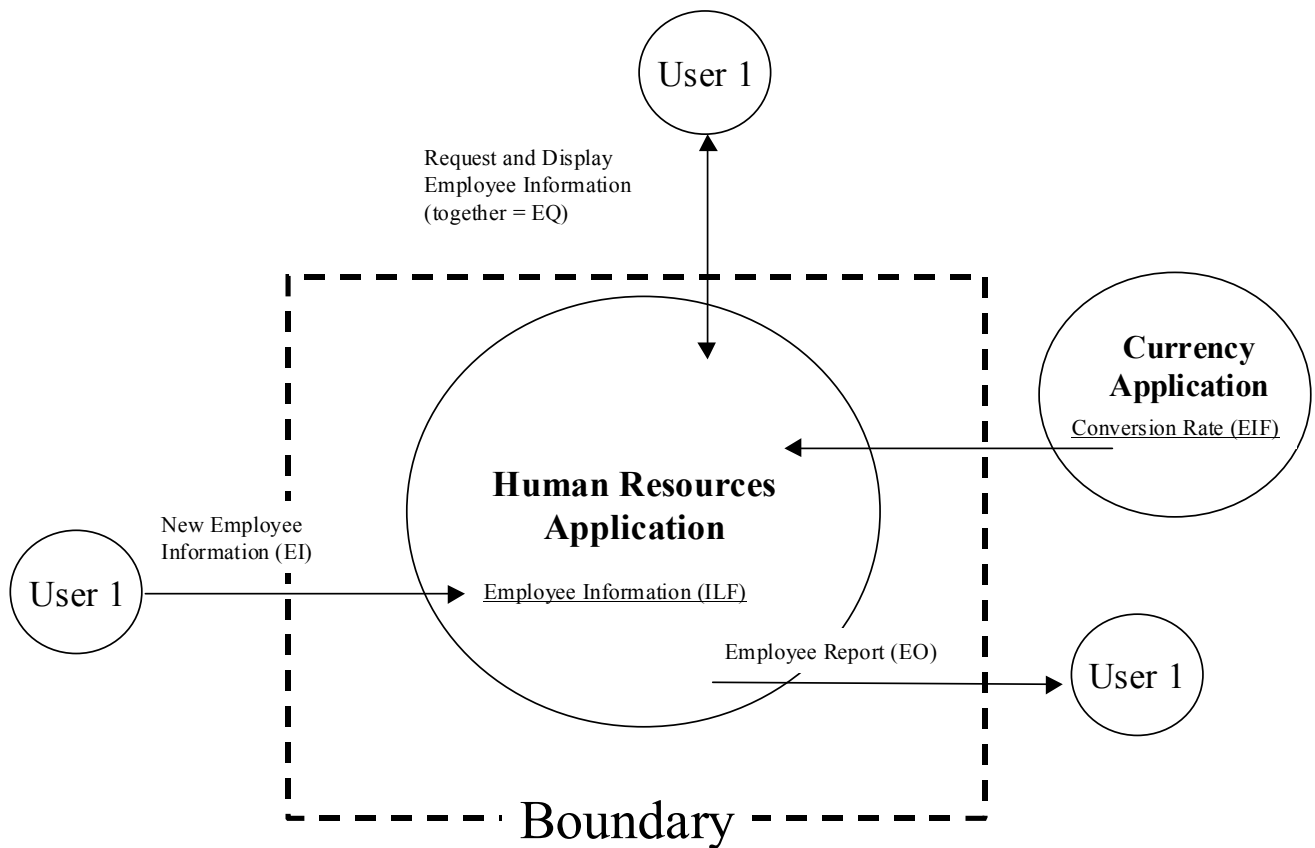 User 1
Request and Display
Employee Information
(together = EQ)
Currency
Application
Conversion Rate (EIF)
Human Resources
Application
New Employee
Information (EI)
User 1
Employee Information (ILF)
Employee Report (EO)
User 1
Boundary